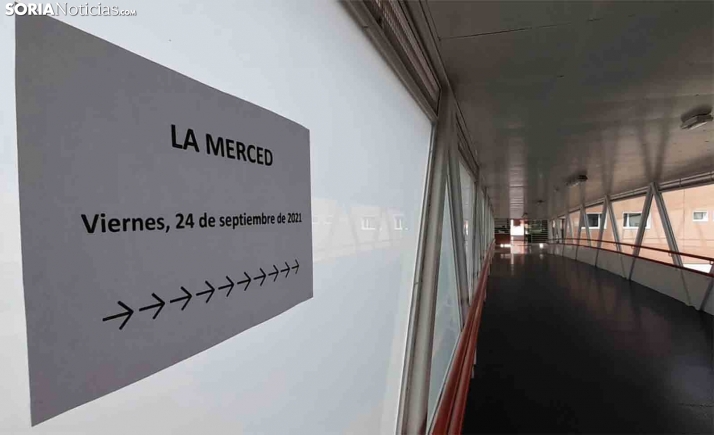 SORIANoticias.com
LA MERCED
Viernes, 24 de septiembre de 2021